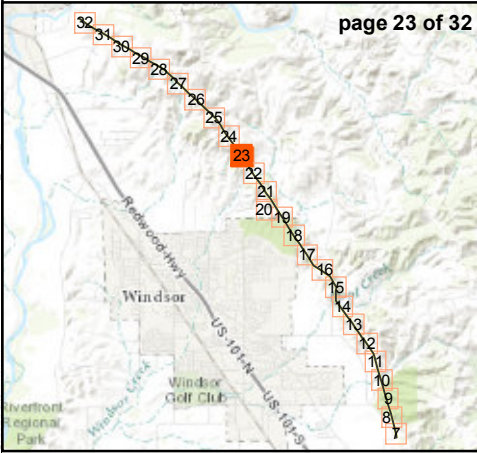 page 23 of 32
32
31
30
29
28
27
26
25
24
23
22
21
20
19
18
17
16
15
14
13
12
11
10
9
8
7
Redwood-Hwy
Windsor
US-101-N
US-101-S
Creek
Windsor
Golf Club
Windsor Creek
Riverfront
Regional
Park